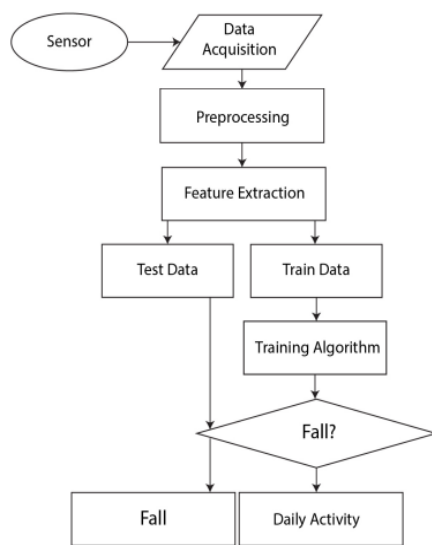 Sensor
Data
Acquisition
Preprocessing
Feature Extraction
Test Data
Train Data
Training Algorithm
Fall?
Fall
Daily Activity